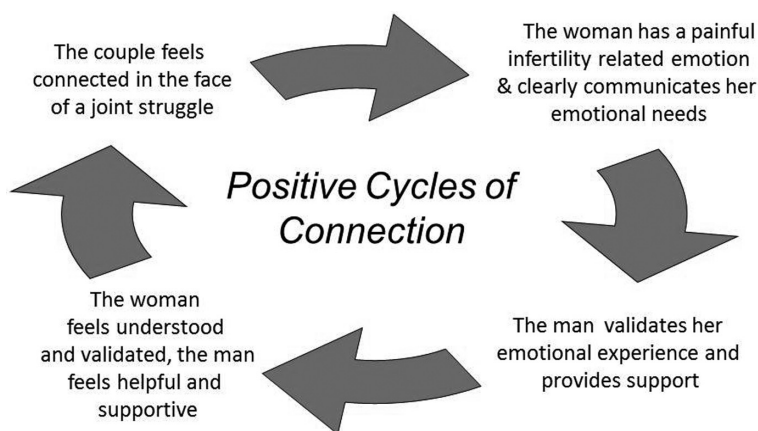 The couple feels
connected in the face
of a joint struggle
The woman has a painful
infertility related emotion
& clearly communicates her
emotional needs
Positive Cycles of
Connection
The woman
feels understood
and validated, the man
feels helpful and
supportive
The man validates her
emotional experience and
provides support